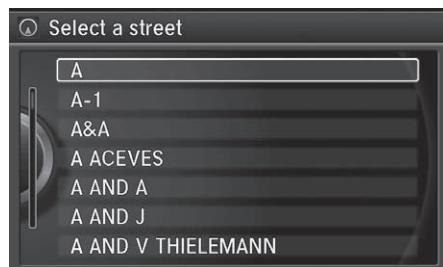 Select a street
A
A-1
A&A
A ACEVES
A AND A
A AND J
A AND V THIELEMANN